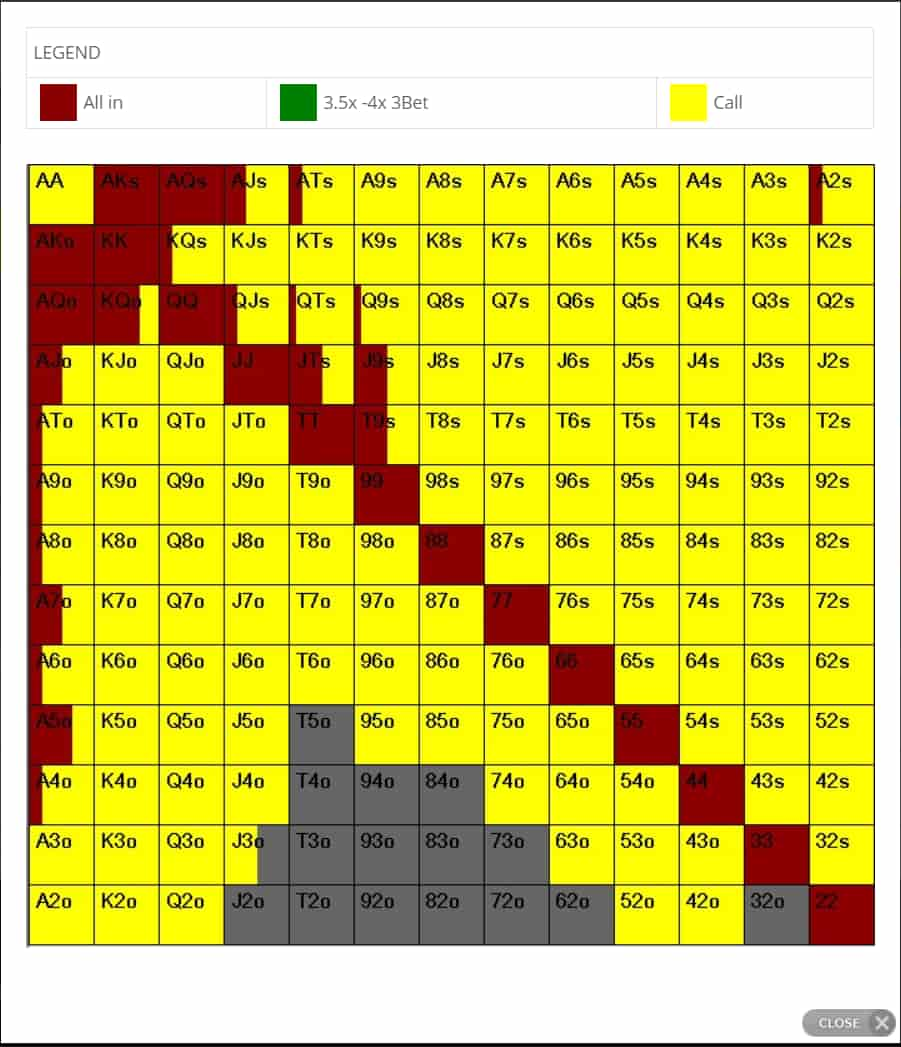 LEGEND
All in 3.5x -4x 3Bet Call
AA AKs AQs AJs ATs A9s A8s A7s A6s A5s A4s A3s A2s
AKo KK KQs KJs KTs K9s K8s K7s K6s K5s K4s K3s K2s
AQo KQo QQ QJs QTs Q9s Q8s Q7s Q6s Q5s Q4s Q3s Q2s
AJo KJo QJo JJ JTs J9s J8s J7s J6s J5s J4s J3s J2s
ATo KTo QTo JTo TT T9s T8s T7s T6s T5s T4s T3s T2s
A9o K9o Q9o J9o T9o 99 98s 97s 96s 95s 94s 93s 92s
A8o K8o Q8o J8o T8o 98o 88 87s 86s 85s 84s 83s 82s
A7o K7o Q7o J7o T7o 97o 87o 77 76s 75s 74s 73s 72s
A6o K6o Q6o J6o T6o 96o 86o 76o 66 65s 64s 63s 62s
A5o K5o Q5o J5o T5o 95o 85o 75o 65o 55 54s 53s 52s
A4o K4o Q4o J4o T4o 94o 84o 74o 64o 54o 44 43s 42s
A3o K3o Q3o J3o T3o 93o 83o 73o 63o 53o 43o 33 32s
A2o K2o Q2o J2o T2o 92o 82o 72o 62o 52o 42o 32o 22
CLOSE